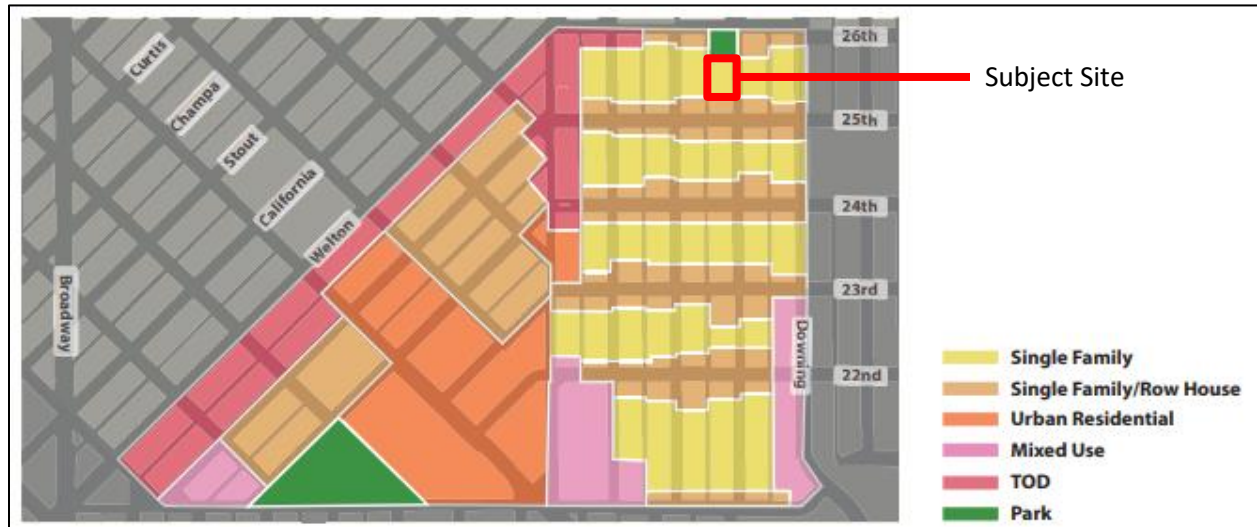 Curtis
Champa
Stout
California
Welton
Broadway
26th
25th
24th
23rd
22nd
Downing
Subject Site
Single Family
Single Family/Row House
Urban Residential
Mixed Use
TOD
Park